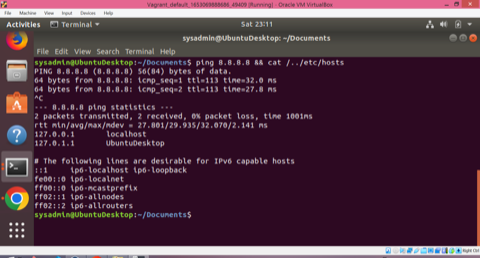 Vagrant_default_1653069898686_49409 [Running] - Oracle VM VirtualBox
File Machine View Input Devices Help
Activities Terminal Sat 23:11
sysadmin@UbuntuDesktop: ~/Documents
File Edit View Search Terminal Help
sysadmin@UbuntuDesktop:~/Documents$ ping 8.8.8.8 && cat /../etc/hosts
PING 8.8.8.8 (8.8.8.8) 56(84) bytes of data.
64 bytes from 8.8.8.8: icmp_seq=1 ttl=113 time=32.0 ms
64 bytes from 8.8.8.8: icmp_seq=2 ttl=113 time=27.8 ms
^C
--- 8.8.8.8 ping statistics ---
2 packets transmitted, 2 received, 0% packet loss, time 1001ms
rtt min/avg/max/mdev = 27.801/29.935/32.070/2.141 ms
127.0.0.1 localhost
127.0.1.1 UbuntuDesktop
# The following lines are desirable for IPv6 capable hosts
::1 ip6-localhost ip6-loopback
fe00::0 ip6-localnet
ff00::0 ip6-mcastprefix
ff02::1 ip6-allnodes
ff02::2 ip6-allrouters
sysadmin@UbuntuDesktop:~/Documents$
Right Ctrl